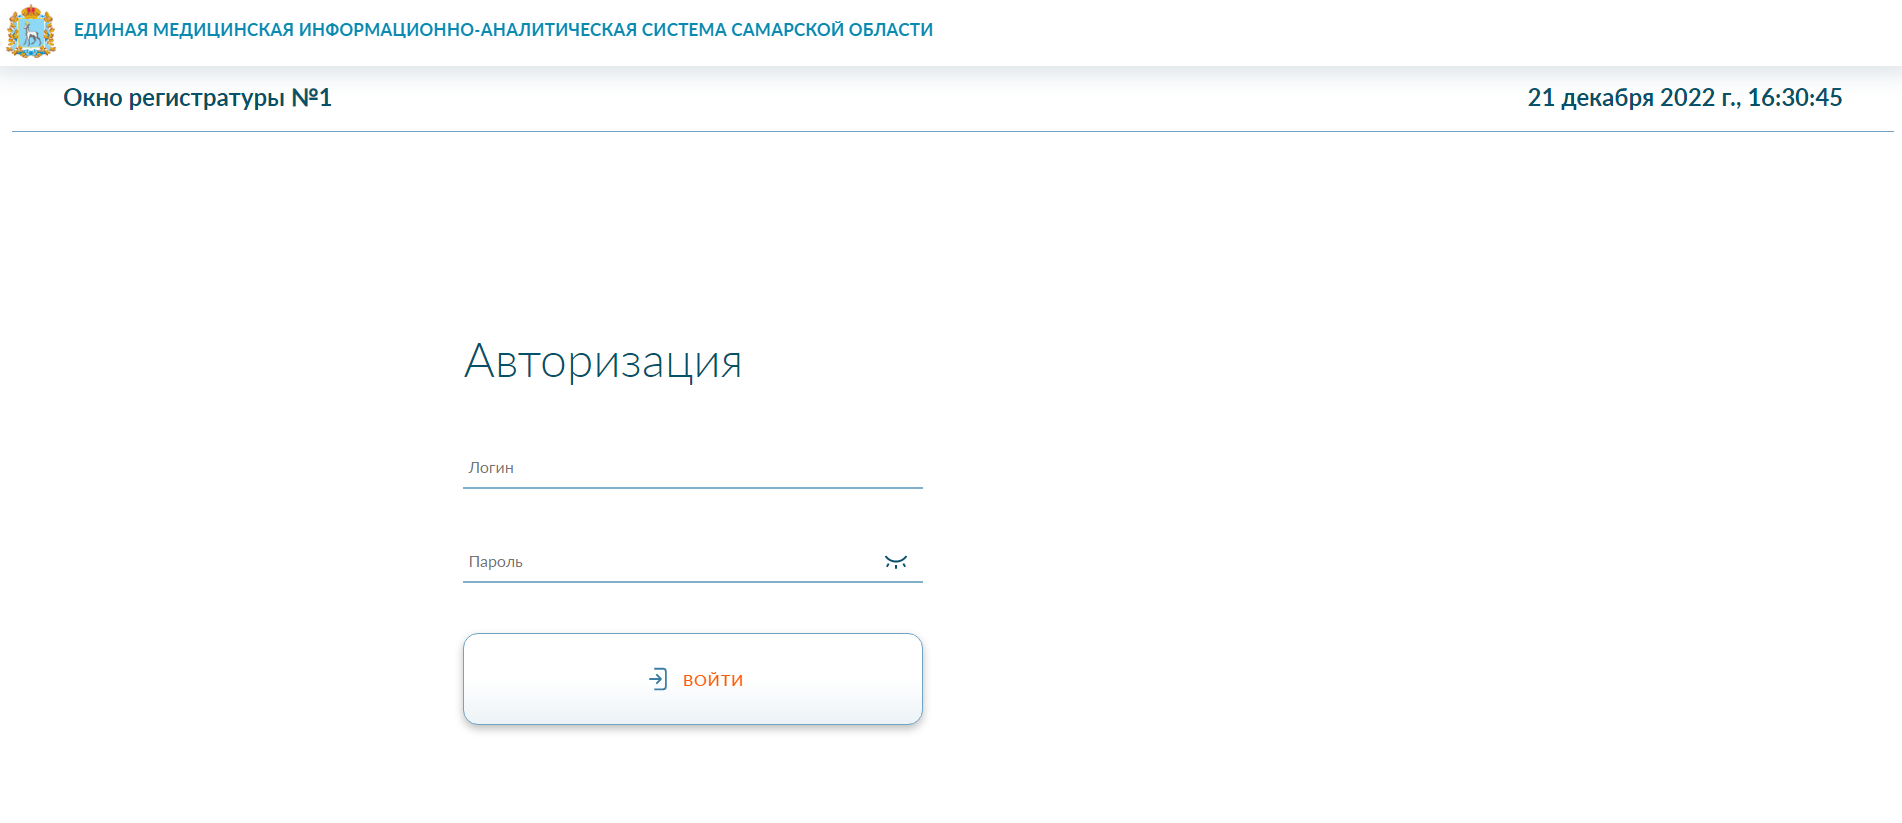 ЕДИНАЯ МЕДИЦИНСКАЯ ИНФОРМАЦИОННО-АНАЛИТИЧЕСКАЯ СИСТЕМА САМАРСКОЙ ОБЛАСТИ
Окно регистратуры №1
21 декабря 2022 г., 16:30:45
Авторизация
Логин
Пароль
ВОЙТИ